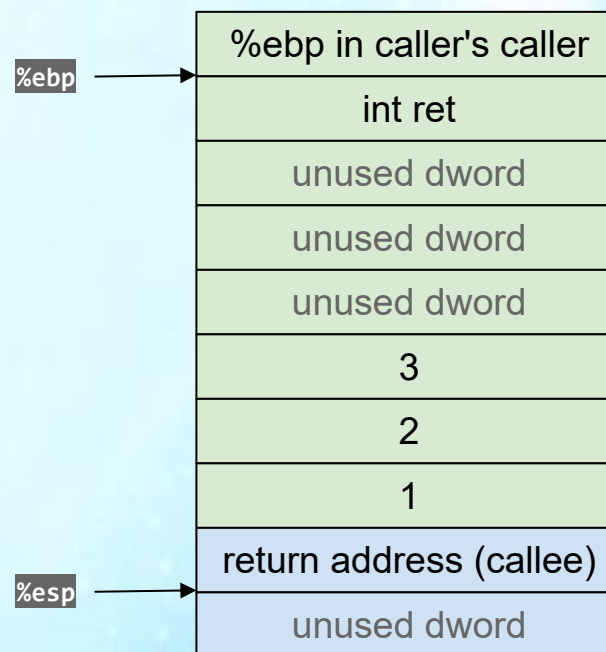 %ebp in caller's caller
%ebp
int ret
unused dword
unused dword
unused dword
3
2
1
return address (callee)
%esp
unused dword